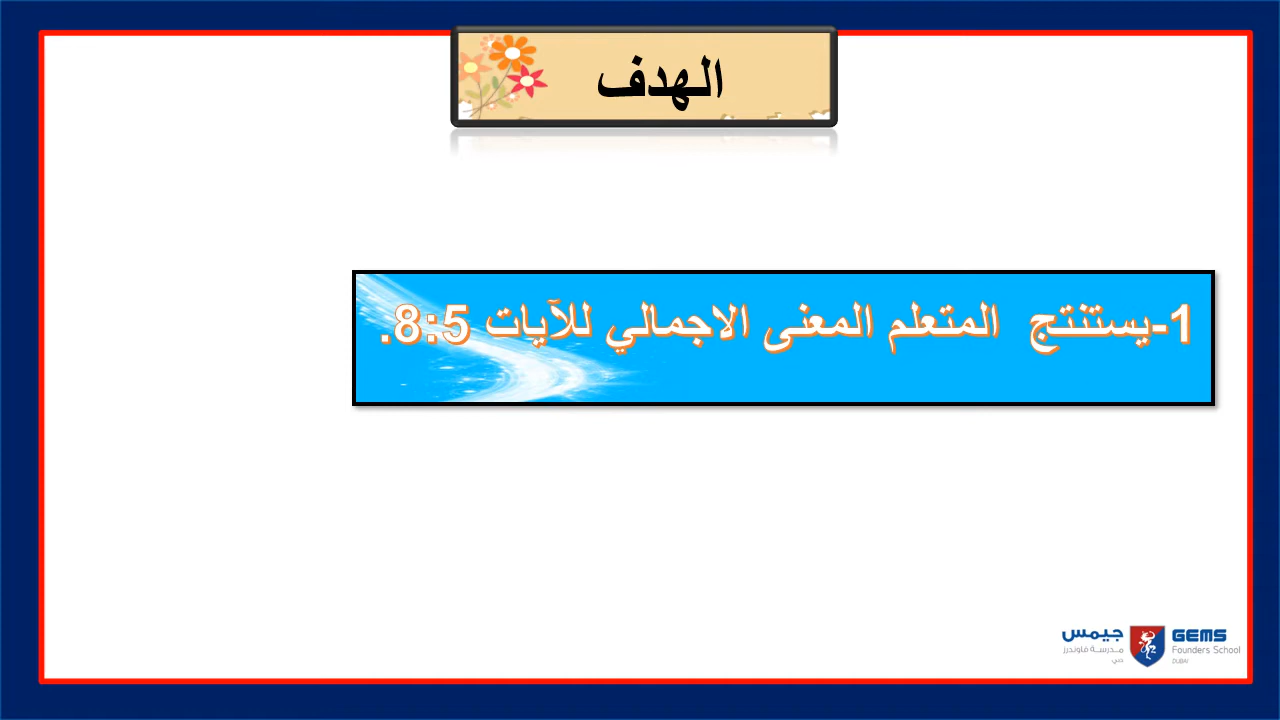 الهدف
1-يستنتج  المتعلم المعنى الاجمالي للآيات 8:5.
جيمس
مدرسة فاوندرز
دبي
GEMS
Founders School
DUBAI